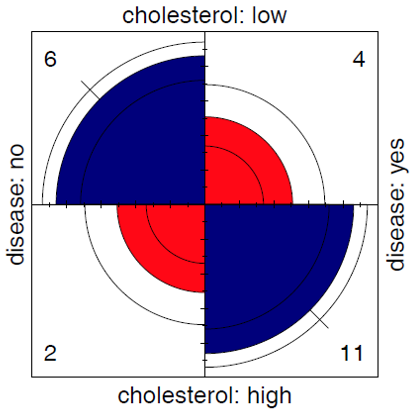 cholesterol: low
6
4
disease: no
disease: yes
2
11
cholesterol: high